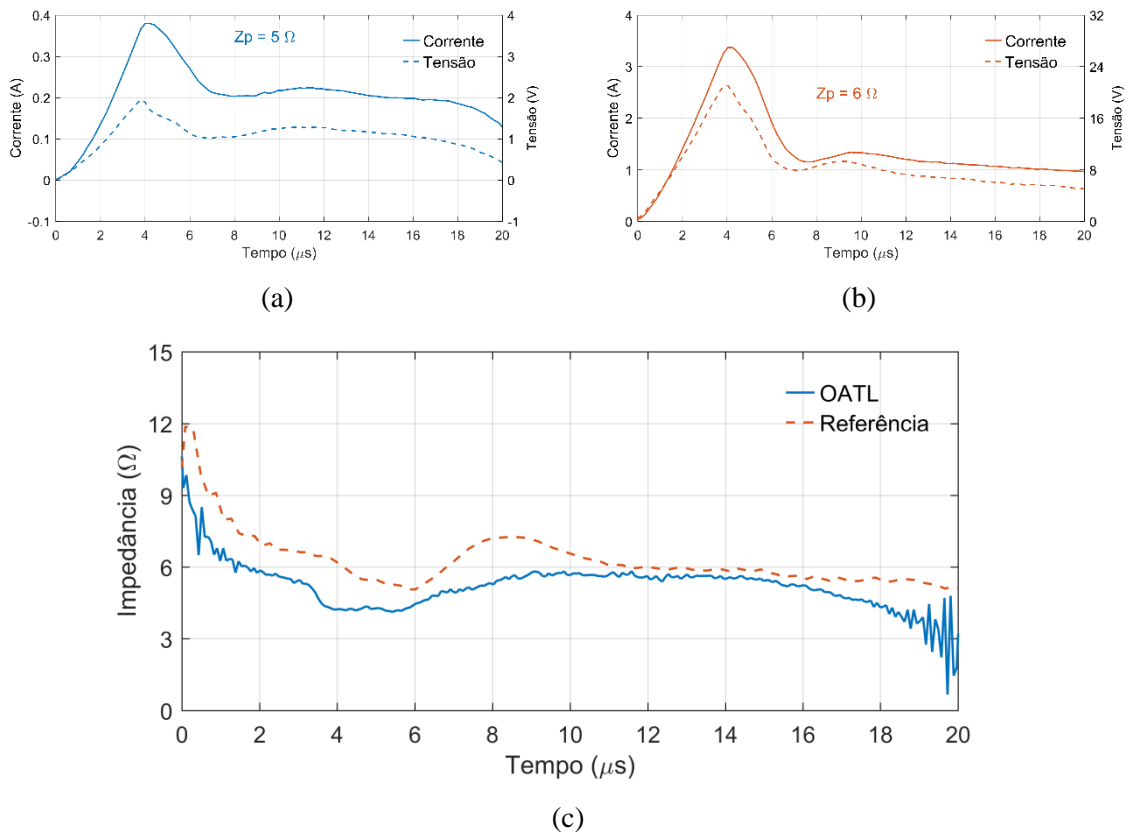 Zp = 5 Ω
Corrente
Tensão
Corrente (A)
0.4
0.3
0.2
0.1
0
-0.1
Tensão (V)
4
3
2
1
0
-1
0 2 4 6 8 10 12 14 16 18 20
Tempo (μs)
(a)
Zp = 6 Ω
Corrente
Tensão
Corrente (A)
4
3
2
1
0
Tensão (V)
32
24
16
8
0
0 2 4 6 8 10 12 14 16 18 20
Tempo (μs)
(b)
OATL
Referência
Impedância (Ω)
15
12
9
6
3
0
0 2 4 6 8 10 12 14 16 18 20
Tempo (μs)
(c)